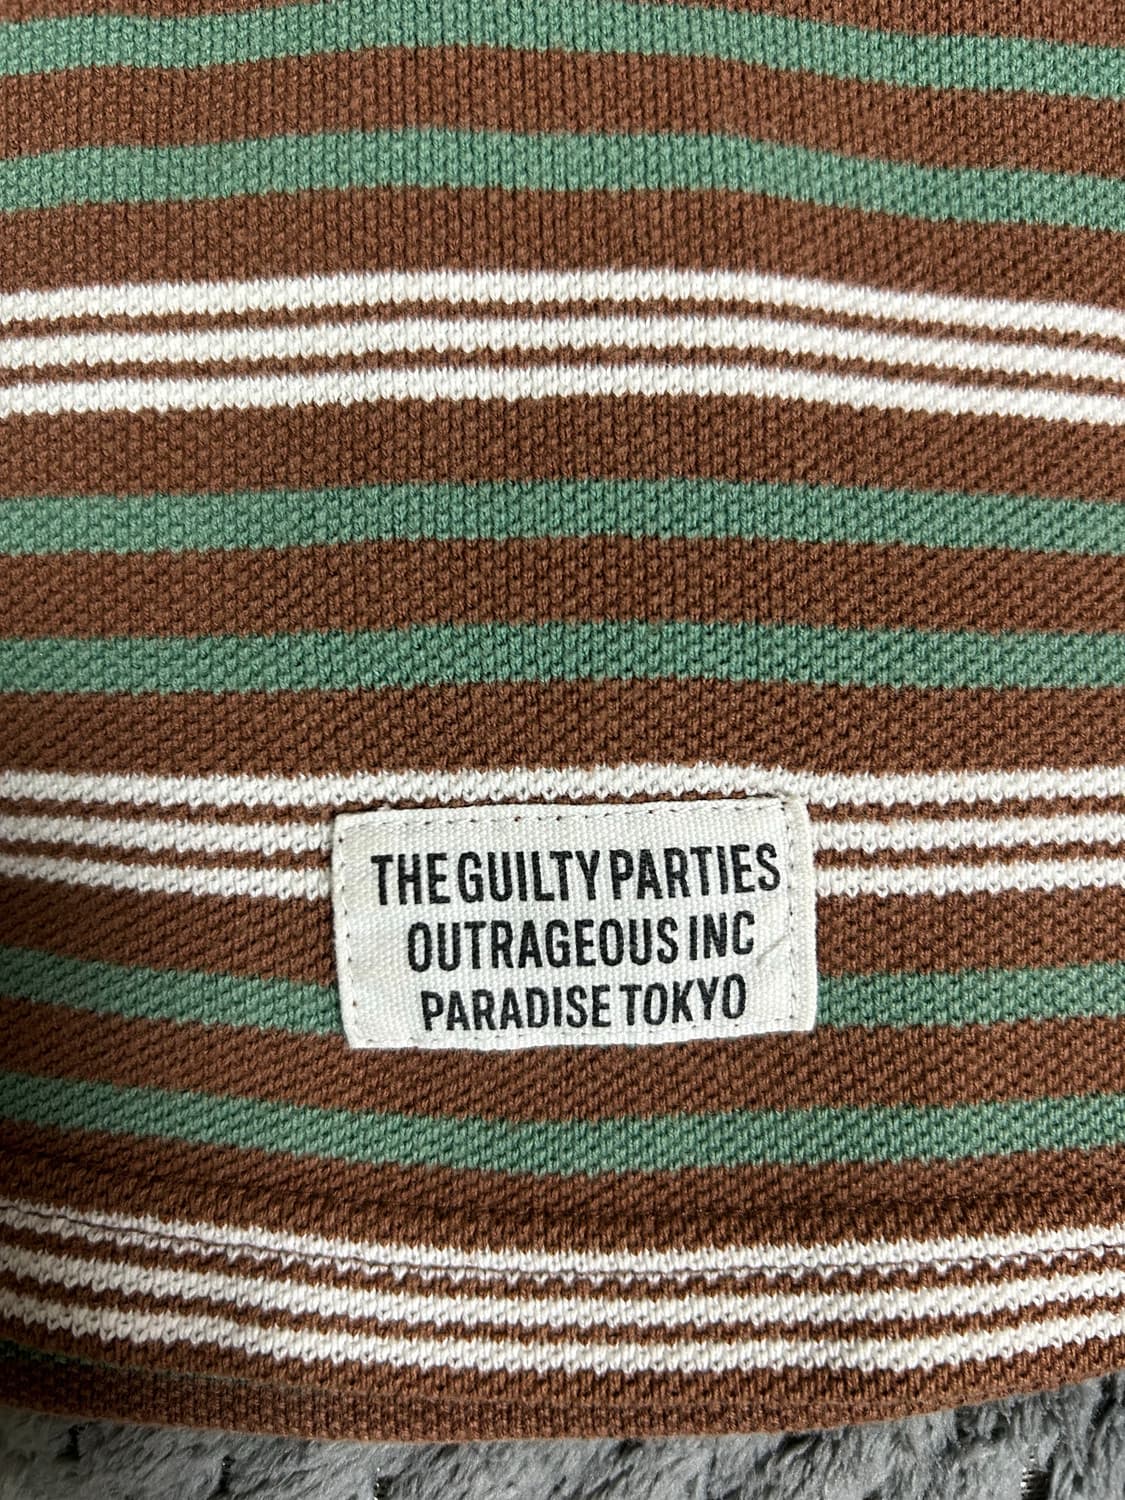 THE GUILTY PARTIES
OUTRAGEOUS INC
PARADISE TOKYO